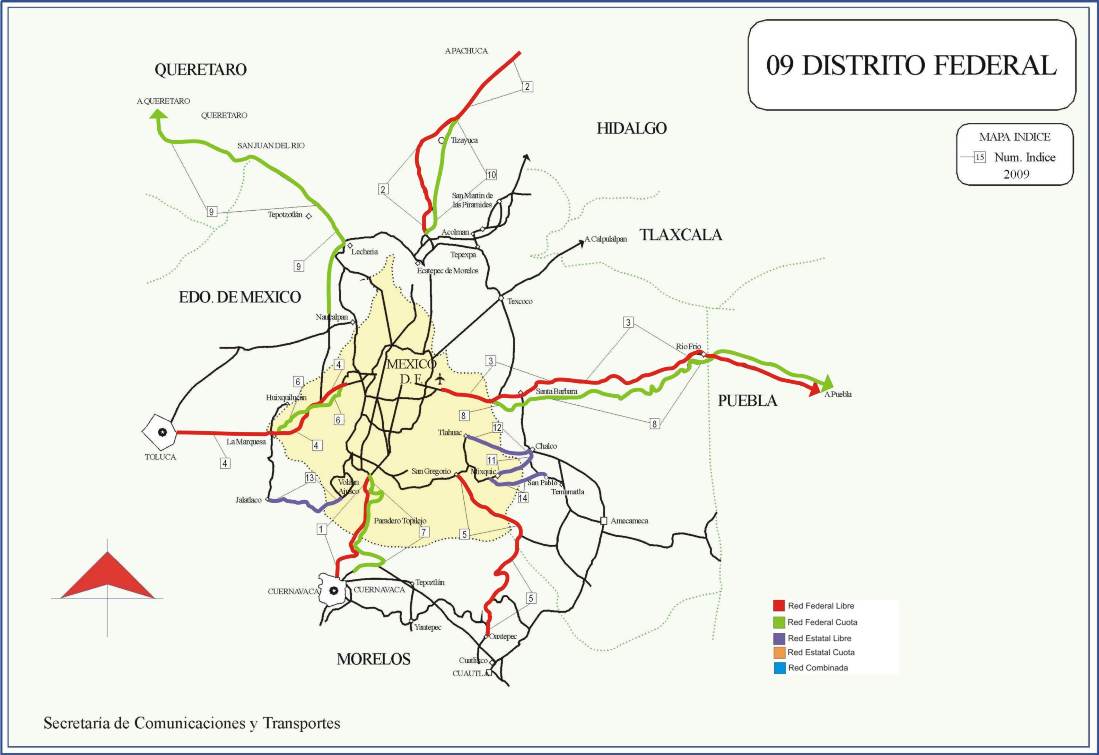 09 DISTRITO FEDERAL
MAPA INDICE
15 Num. Indice
2009
A PACHUCA
QUERETARO
2
A QUERETARO
QUERETARO
HIDALGO
SAN JUAN DEL RIO
Tizayuca
10
2
San Martin de
las Piramides
9
Tepotzotlán
Acolman
TLAXCALA
A Calpulalpan
Lecheria
Tepexpa
9
Ecatepec de Morelos
EDO. DE MEXICO
Texcoco
Naucalpan
3
Rio Frio
MEXICO
D. F.
4
3
6
Santa Barbara
A Puebla
Huixquilucan
PUEBLA
6
8
8
TOLUCA
La Marquesa
4
4
Tlahuac
12
Chalco
11
San Gregorio
Mixquic
13
San Pablo
Volcan
Ajusco
Temamatla
14
Jalatlaco
Paradero Topilejo
Amecameca
1
7
5
CUERNAVACA
CUERNAVACA
Tepoztlán
5
Yautepec
Oaxtepec
MORELOS
Cuatlixco
CUAUTLA
Red Federal Libre
Red Federal Cuota
Red Estatal Libre
Red Estatal Cuota
Red Combinada
Secretaría de Comunicaciones y Transportes